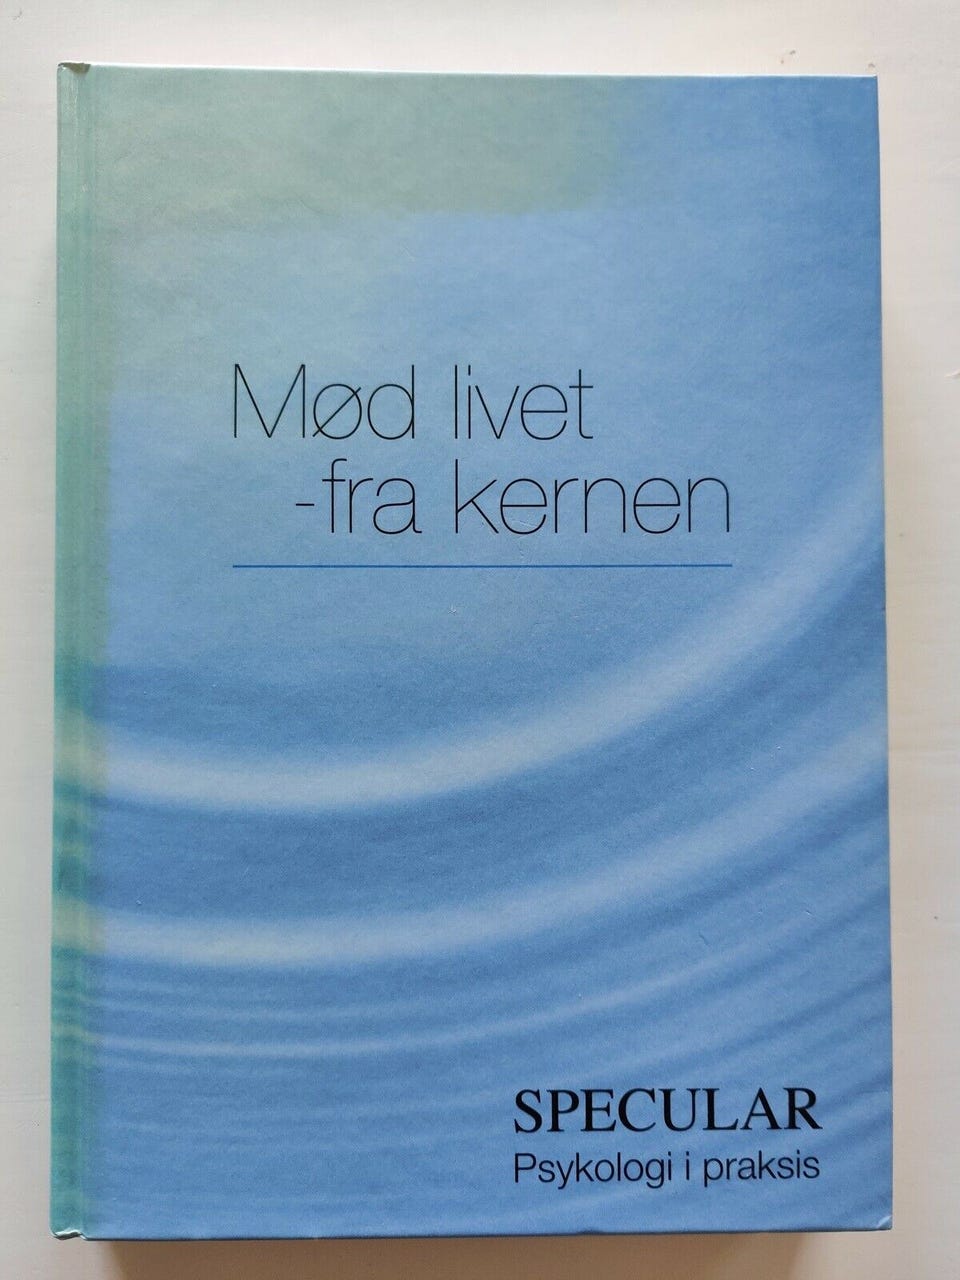 Mød livet
-fra kernen
SPECULAR
Psykologi i praksis